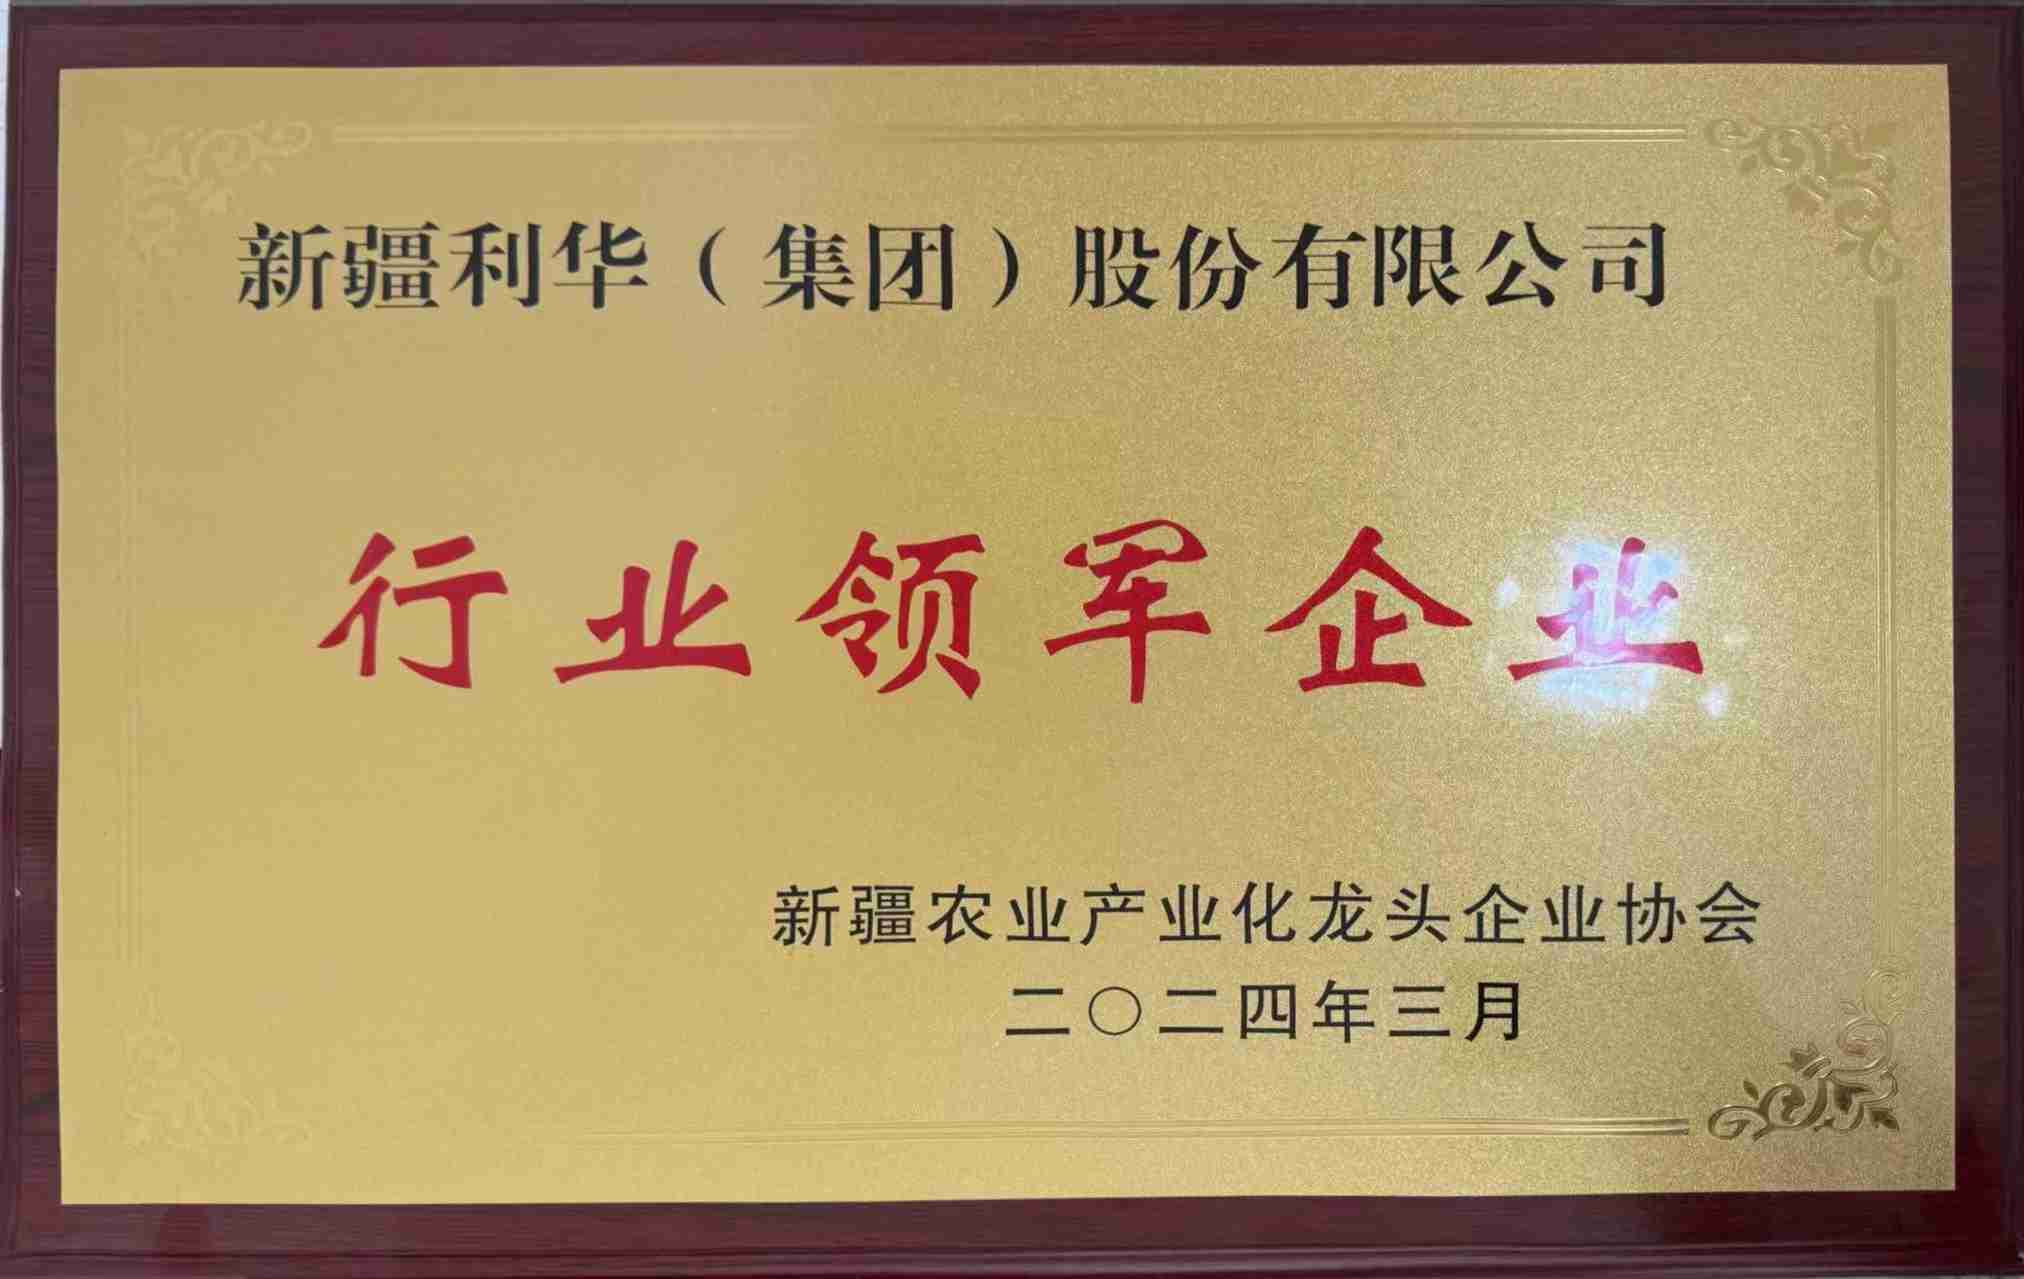 新疆利华（集团）股份有限公司
行业领军企业
新疆农业产业化龙头企业协会
二〇二四年三月